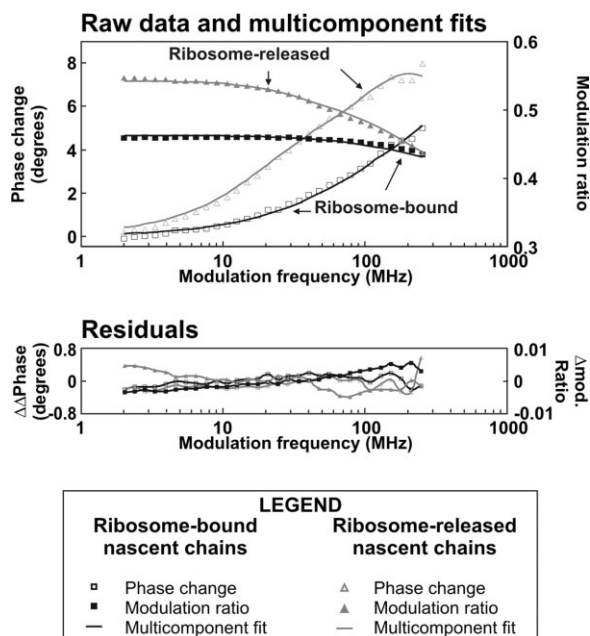 Raw data and multicomponent fits
Ribosome-released
Ribosome-bound
Phase change
(degrees)
8
6
4
2
0
Modulation ratio
0.6
0.5
0.4
0.3
1
10
100
1000
Modulation frequency (MHz)
Residuals
ΔΔPhase
(degrees)
0.8
0
-0.8
Δmod.
Ratio
0.01
0
-0.01
1
10
100
1000
Modulation frequency (MHz)
LEGEND
Ribosome-bound
nascent chains
Phase change
Modulation ratio
Multicomponent fit
Ribosome-released
nascent chains
Phase change
Modulation ratio
Multicomponent fit